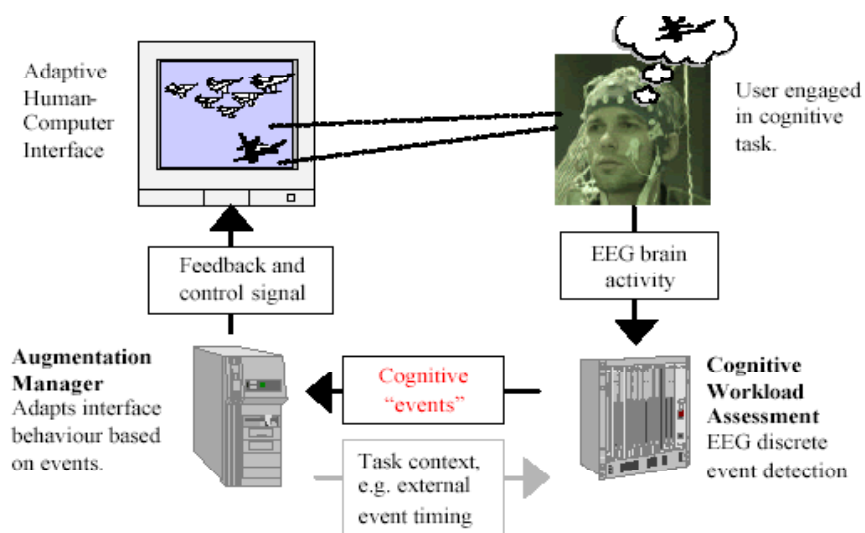 Adaptive
Human-
Computer
Interface
User engaged
in cognitive
task.
Feedback and
control signal
EEG brain
activity
Augmentation
Manager
Adapts interface
behaviour based
on events.
Cognitive
“events”
Cognitive
Workload
Assessment
EEG discrete
event detection
Task context,
e.g. external
event timing